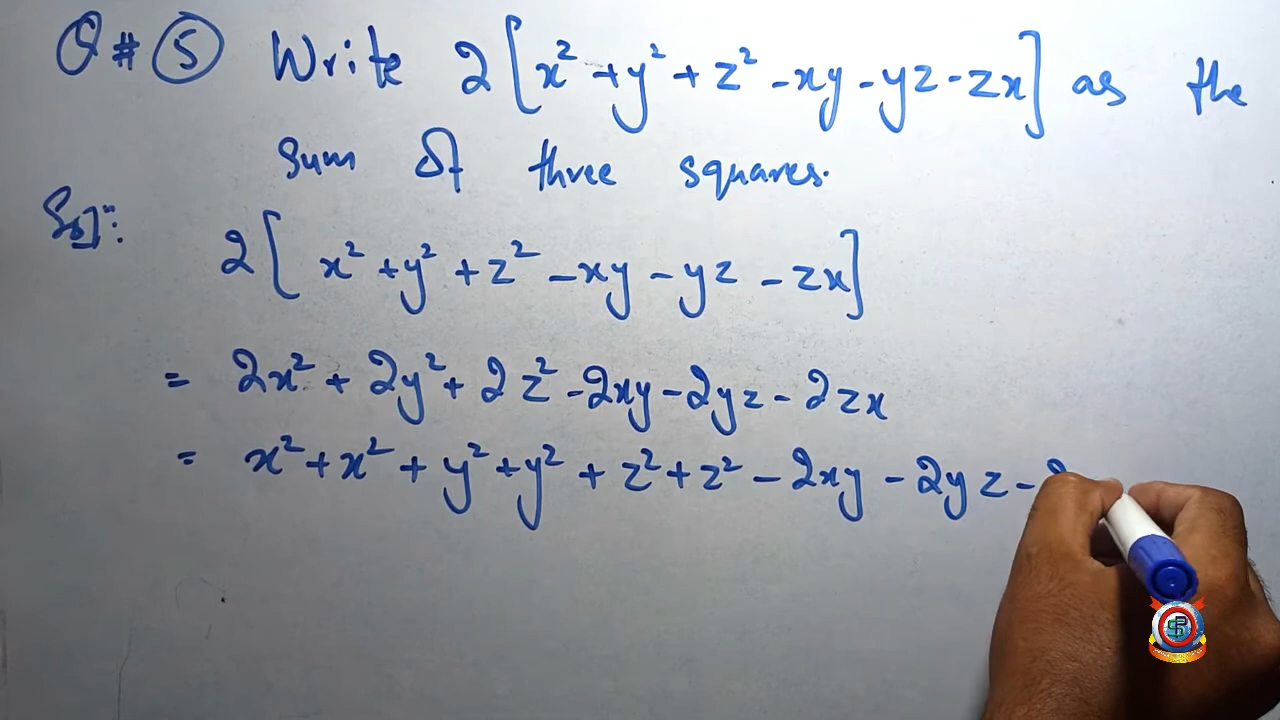 Q # 5 Write 2[x² + y² + z² - xy - yz - zx] as the
sum of three squares.
Sol:
2[x² + y² + z² - xy - yz - zx]
= 2x² + 2y² + 2z² - 2xy - 2yz - 2zx
= x² + x² + y² + y² + z² + z² - 2xy - 2yz - 2